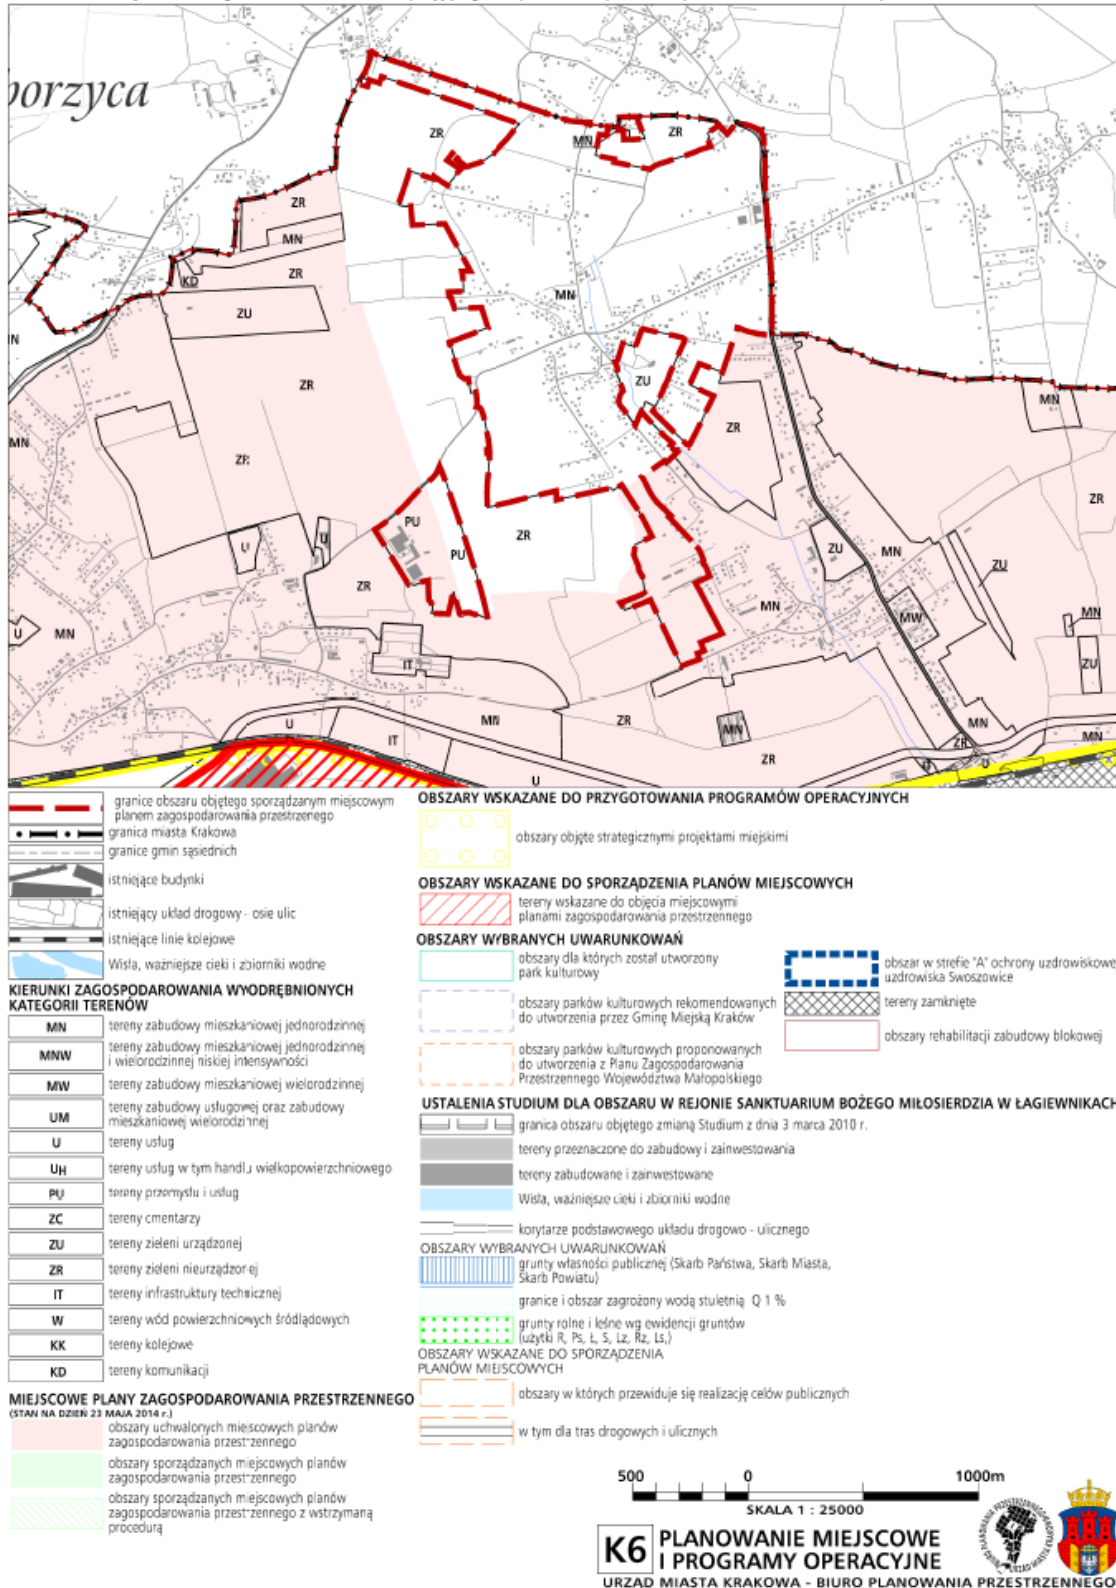 orzyca
ZR
MN
ZR
ZR
MN
ZR
KD
ZU
MN
ZR
ZU
ZR
MN
MN
ZR
PU
PU
ZR
U
U
ZR
ZU
MN
ZU
ZR
MN
MW
MN
ZU
U
MN
IT
MN
ZR
MN
MN
ZR
MN
U
IT
U
ZR
IT
U
ZR
granice obszaru objętego sporządzanym miejscowym
planem zagospodarowania przestrzenego
granica miasta Krakowa
granice gmin sąsiednich
istniejące budynki
istniejący układ drogowy - osie ulic
istniejące linie kolejowe
Wisła, ważniejsze cieki i zbiorniki wodne
KIERUNKI ZAGOSPODAROWANIA WYODRĘBNIONYCH
KATEGORII TERENÓW
MN tereny zabudowy mieszkaniowej jednorodzinnej
MNW tereny zabudowy mieszkaniowej jednorodzinnej
i wielorodzinnej niskiej intensywności
MW tereny zabudowy mieszkaniowej wielorodzinnej
UM tereny zabudowy usługowej oraz zabudowy
mieszkaniowej wielorodzinnej
U tereny usług
UH tereny usług w tym handlu wielkopowierzchniowego
PU tereny przemysłu i usług
ZC tereny cmentarzy
ZU tereny zieleni urządzonej
ZR tereny zieleni nieurządzonej
IT tereny infrastruktury technicznej
W tereny wód powierzchniowych śródlądowych
KK tereny kolejowe
KD tereny komunikacji
MIEJSCOWE PLANY ZAGOSPODAROWANIA PRZESTRZENNEGO
(STAN NA DZIEŃ 23 MAJA 2014 r.)
obszary uchwalonych miejscowych planów
zagospodarowania przestrzennego
obszary sporządzanych miejscowych planów
zagospodarowania przestrzennego
obszary sporządzanych miejscowych planów
zagospodarowania przestrzennego z wstrzymaną
procedurą
OBSZARY WSKAZANE DO PRZYGOTOWANIA PROGRAMÓW OPERACYJNYCH
obszary objęte strategicznymi projektami miejskimi
OBSZARY WSKAZANE DO SPORZĄDZENIA PLANÓW MIEJSCOWYCH
tereny wskazane do objęcia miejscowymi
planami zagospodarowania przestrzennego
OBSZARY WYBRANYCH UWARUNKOWAŃ
obszary dla których został utworzony
park kulturowy
obszary parków kulturowych rekomendowanych
do utworzenia przez Gminę Miejską Kraków
obszary parków kulturowych proponowanych
do utworzenia z Planu Zagospodarowania
Przestrzennego Województwa Małopolskiego
obszar w strefie "A" ochrony uzdrowiskowe
uzdrowiska Swoszowice
tereny zamknięte
obszary rehabilitacji zabudowy blokowej
USTALENIA STUDIUM DLA OBSZARU W REJONIE SANKTUARIUM BOŻEGO MIŁOSIERDZIA W ŁAGIEWNIKACH
granica obszaru objętego zmianą Studium z dnia 3 marca 2010 r.
tereny przeznaczone do zabudowy i zainwestowania
tereny zabudowane i zainwestowane
Wisła, ważniejsze cieki i zbiorniki wodne
korytarze podstawowego układu drogowo - ulicznego
OBSZARY WYBRANYCH UWARUNKOWAŃ
grunty własności publicznej (Skarb Państwa, Skarb Miasta,
Skarb Powiatu)
granice i obszar zagrożony wodą stuletnią Q 1 %
grunty rolne i leśne wg ewidencji gruntów
(użytki R, Ps, Ł, S, Lz, Rz, Ls,)
OBSZARY WSKAZANE DO SPORZĄDZENIA
PLANÓW MIEJSCOWYCH
obszary w których przewiduje się realizację celów publicznych
w tym dla tras drogowych i ulicznych
500 0 1000m
SKALA 1 : 25000
K6 PLANOWANIE MIEJSCOWE
I PROGRAMY OPERACYJNE
URZĄD MIASTA KRAKOWA - BIURO PLANOWANIA PRZESTRZENNEGO